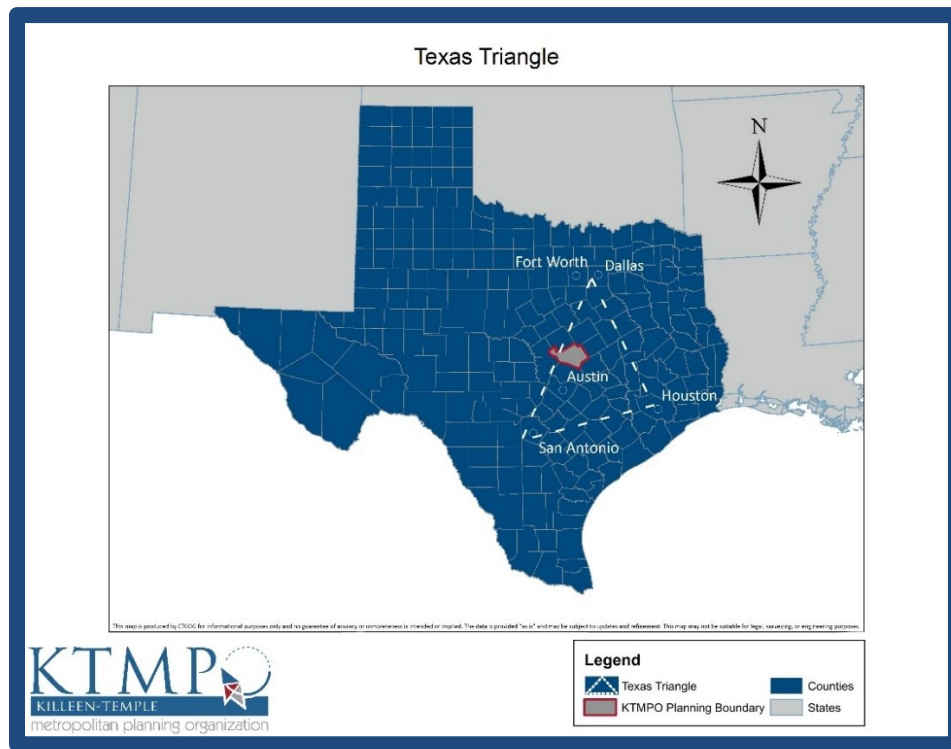 Texas Triangle
N
Fort Worth
Dallas
Austin
Houston
San Antonio
This map is produced by CTCOG for informational purposes only and no guarantee of accuracy or completeness is intended or implied. The data is provided "as is" and may be subject to updates and refinement. This map may not be suitable for legal, surveying, or engineering purposes
KTMPO
KILLEEN-TEMPLE
metropolitan planning organization
Legend
Texas Triangle
Counties
KTMPO Planning Boundary
States